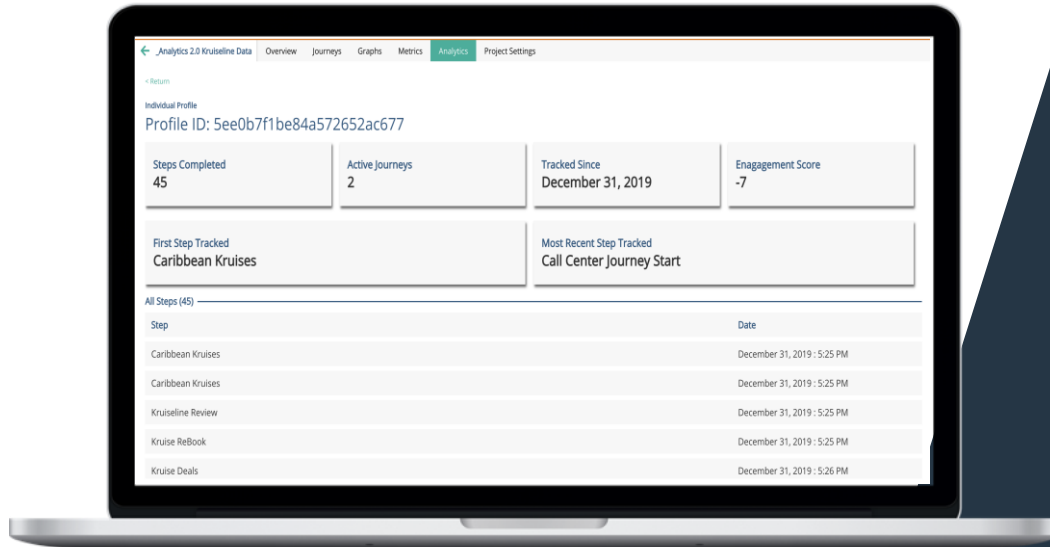 _Analytics 2.0 Kruiseline Data Overview Journeys Graphs Metrics Analytics Project Settings
< Return
Individual Profile
Profile ID: 5ee0b7f1be84a572652ac677
Steps Completed Active Journeys Tracked Since Enagagement Score
45 2 December 31, 2019 -7
First Step Tracked Most Recent Step Tracked
Caribbean Kruises Call Center Journey Start
All Steps (45)
Step Date
Caribbean Kruises December 31, 2019 : 5:25 PM
Caribbean Kruises December 31, 2019 : 5:25 PM
Kruiseline Review December 31, 2019 : 5:25 PM
Kruise ReBook December 31, 2019 : 5:25 PM
Kruise Deals December 31, 2019 : 5:26 PM